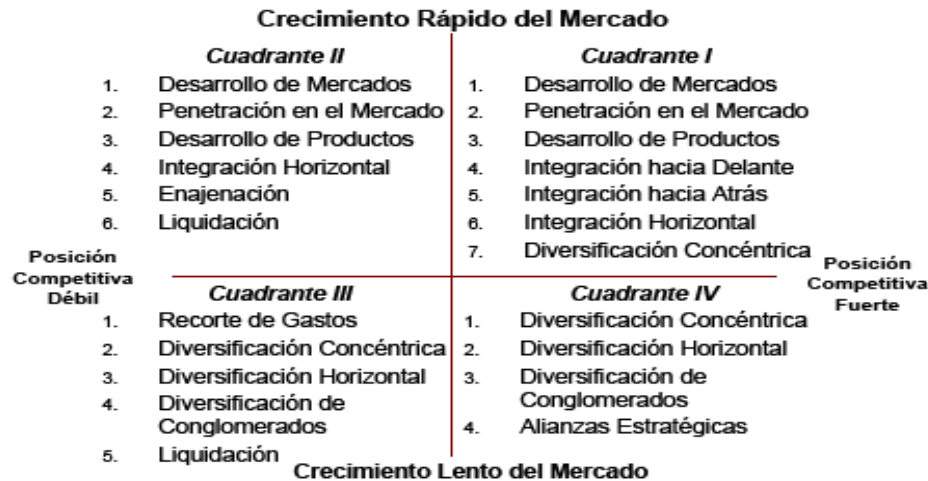 Crecimiento Rápido del Mercado
Cuadrante II
1. Desarrollo de Mercados
2. Penetración en el Mercado
3. Desarrollo de Productos
4. Integración Horizontal
5. Enajenación
6. Liquidación
Cuadrante I
1. Desarrollo de Mercados
2. Penetración en el Mercado
3. Desarrollo de Productos
4. Integración hacia Delante
5. Integración hacia Atrás
6. Integración Horizontal
7. Diversificación Concéntrica
Posición
Competitiva
Débil
Posición
Competitiva
Fuerte
Cuadrante III
1. Recorte de Gastos
2. Diversificación Concéntrica
3. Diversificación Horizontal
4. Diversificación de
Conglomerados
5. Liquidación
Cuadrante IV
1. Diversificación Concéntrica
2. Diversificación Horizontal
3. Diversificación de
Conglomerados
4. Alianzas Estratégicas
Crecimiento Lento del Mercado